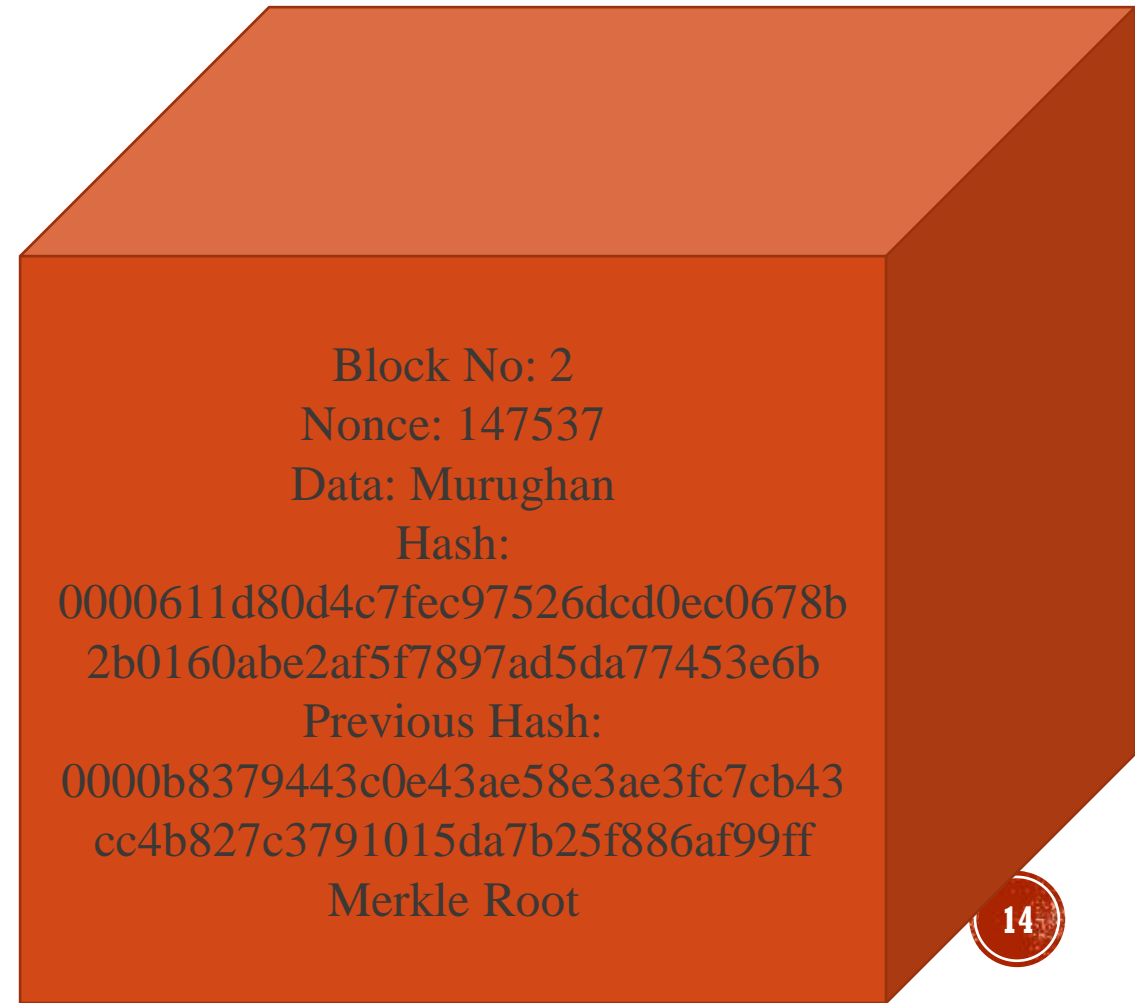 Block No: 2
Nonce: 147537
Data: Murughan
Hash:
0000611d80d4c7fec97526dcd0ec0678b
2b0160abe2af5f7897ad5da77453e6b
Previous Hash:
0000b8379443c0e43ae58e3ae3fc7cb43
cc4b827c3791015da7b25f886af99ff
Merkle Root
14